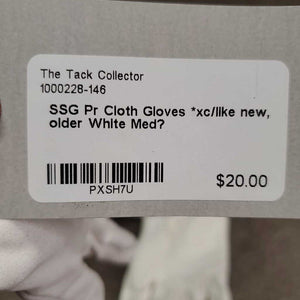 The Tack Collector
1000228-146
SSG Pr Cloth Gloves *xc/like new,
older White Med?
PXSH7U
$20.00